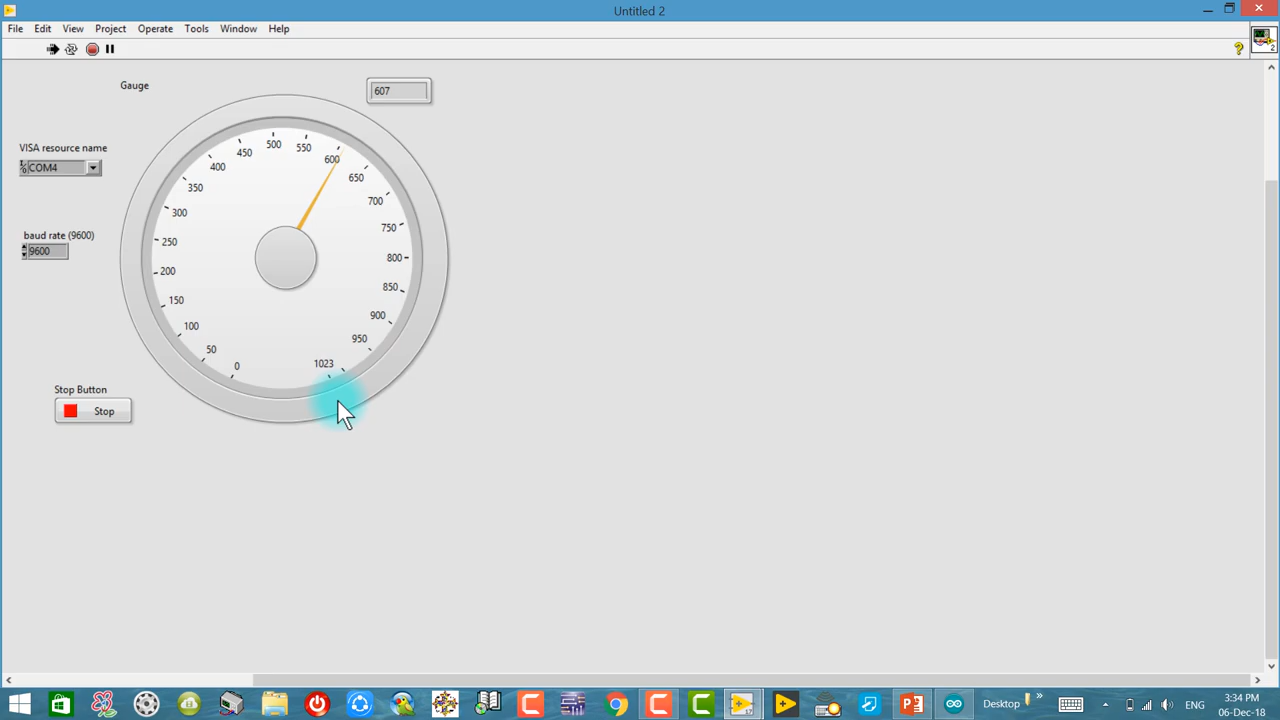 Untitled 2
File Edit View Project Operate Tools Window Help
2
Gauge
607
VISA resource name
COM4
baud rate (9600)
9600
0
50
100
150
200
250
300
350
400
450
500
550
600
650
700
750
800
850
900
950
1023
Stop Button
Stop
Desktop
ENG
3:34 PM
06-Dec-18